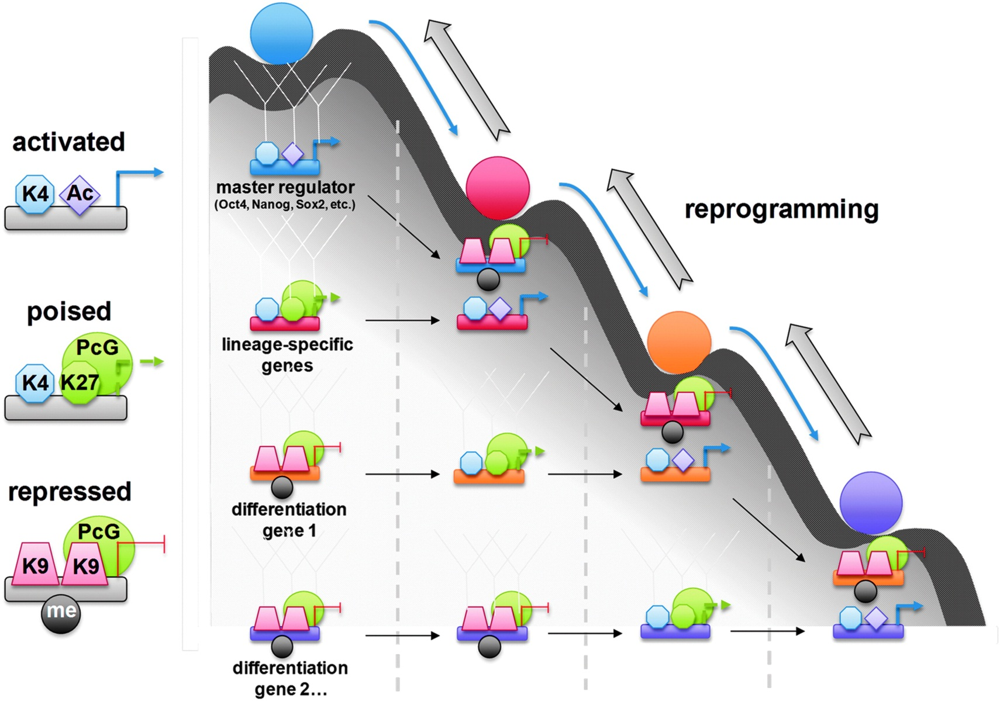 activated
K4
Ac
poised
PcG
K4
K27
repressed
PcG
K9
K9
me
master regulator
(Oct4, Nanog, Sox2, etc.)
lineage-specific
genes
differentiation
gene 1
differentiation
gene 2...
reprogramming